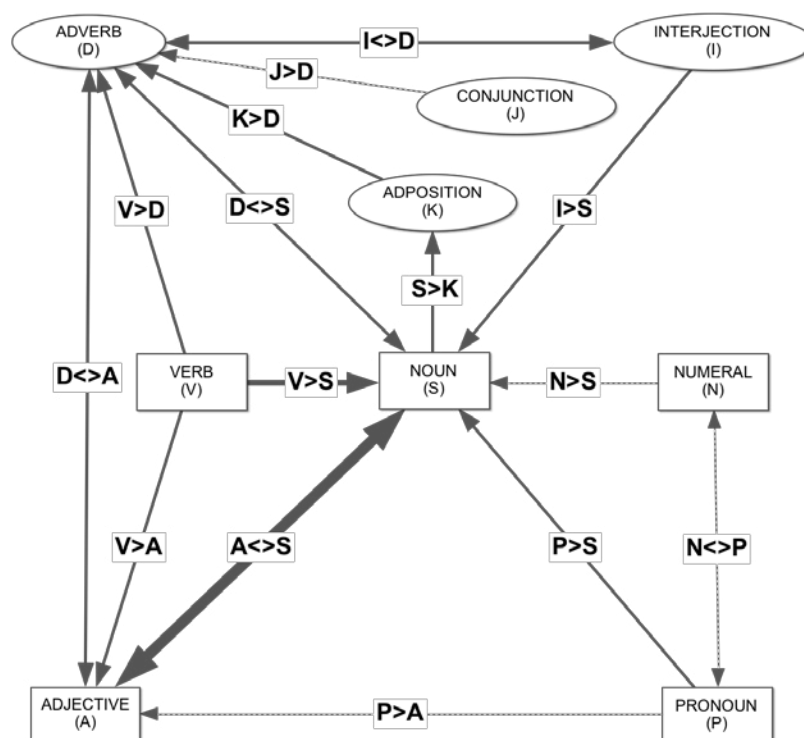 ADVERB
(D)
I<>D
INTERJECTION
(I)
J>D
CONJUNCTION
(J)
K>D
ADPOSITION
(K)
V>D
D<>S
I>S
S>K
D<>A
VERB
(V)
V>S
NOUN
(S)
N>S
NUMERAL
(N)
V>A
A<>S
P>S
N<>P
ADJECTIVE
(A)
P>A
PRONOUN
(P)